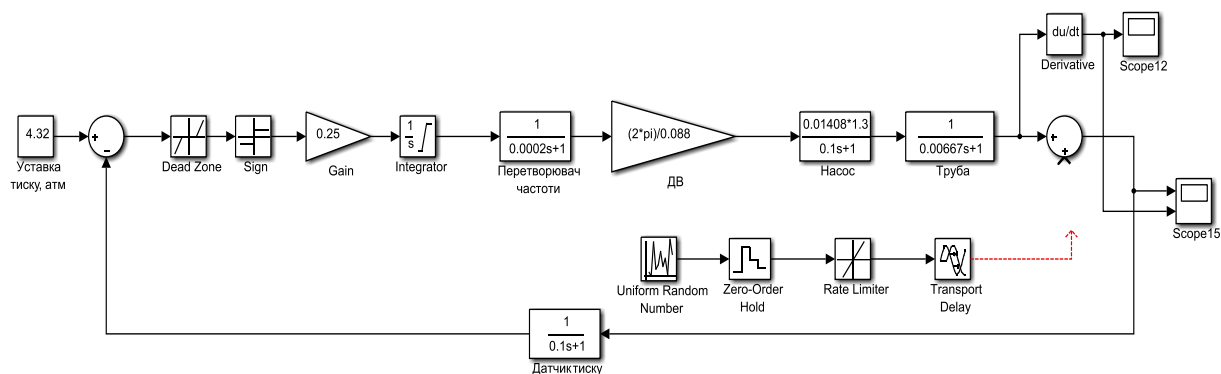 du/dt
Derivative
Scope12
4.32
Уставка
тиску, атм
+
-
Dead Zone
Sign
0.25
Gain
1
s
Integrator
1
0.0002s+1
Перетворювач
частоти
(2*pi)/0.088
ДВ
0.01408*1.3
0.1s+1
Насос
1
0.00667s+1
Труба
+
+
Scope15
Uniform Random
Number
Zero-Order
Hold
Rate Limiter
Transport
Delay
1
0.1s+1
Датчик тиску